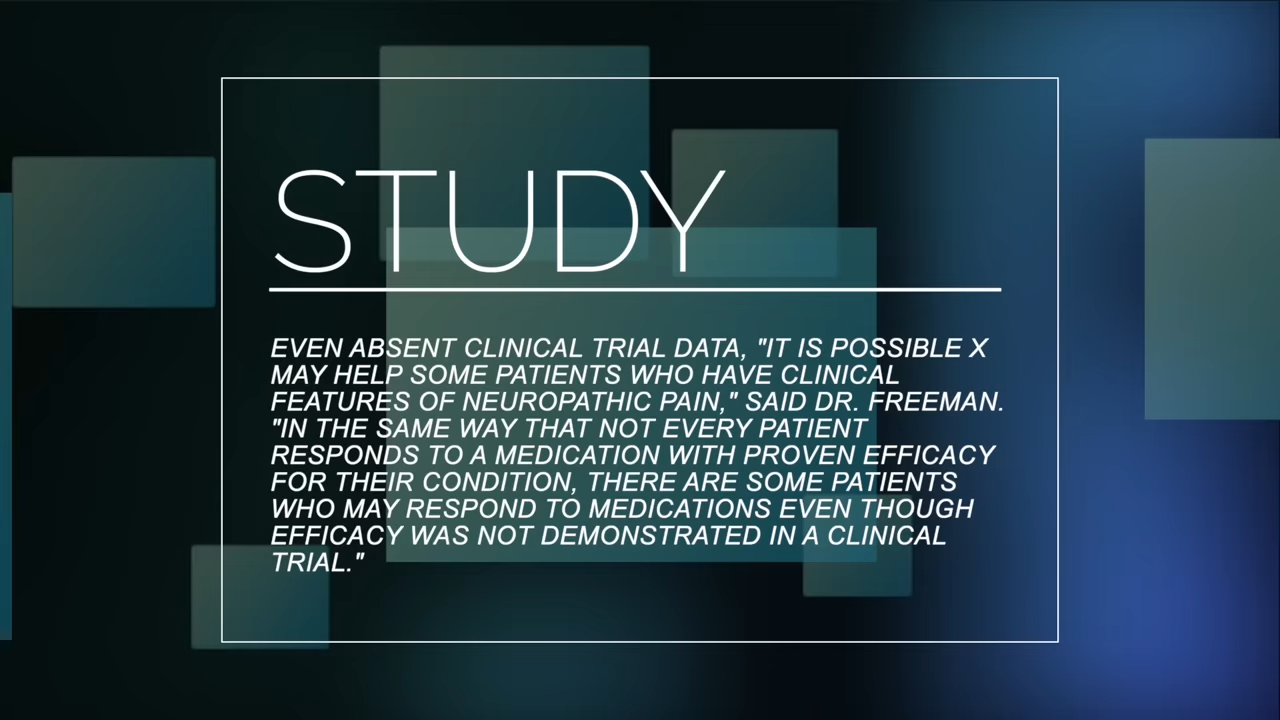 STUDY
EVEN ABSENT CLINICAL TRIAL DATA, "IT IS POSSIBLE X
MAY HELP SOME PATIENTS WHO HAVE CLINICAL
FEATURES OF NEUROPATHIC PAIN," SAID DR. FREEMAN.
"IN THE SAME WAY THAT NOT EVERY PATIENT
RESPONDS TO A MEDICATION WITH PROVEN EFFICACY
FOR THEIR CONDITION, THERE ARE SOME PATIENTS
WHO MAY RESPOND TO MEDICATIONS EVEN THOUGH
EFFICACY WAS NOT DEMONSTRATED IN A CLINICAL
TRIAL."